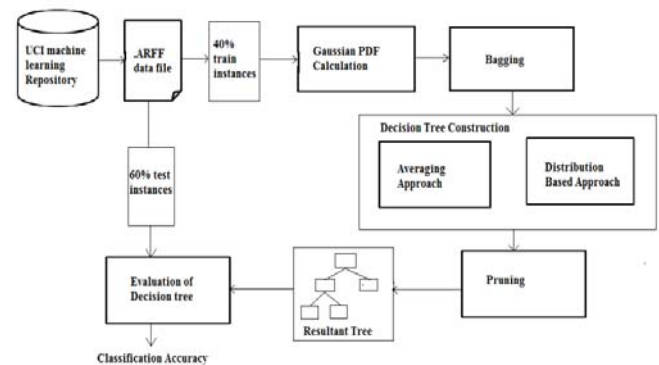 UCI machine
learning
Repository
.ARFF
data file
40%
train
instances
Gaussian PDF
Calculation
Bagging
Decision Tree Construction
Averaging
Approach
Distribution
Based Approach
60% test
instances
Evaluation of
Decision tree
Resultant Tree
Pruning
Classification Accuracy